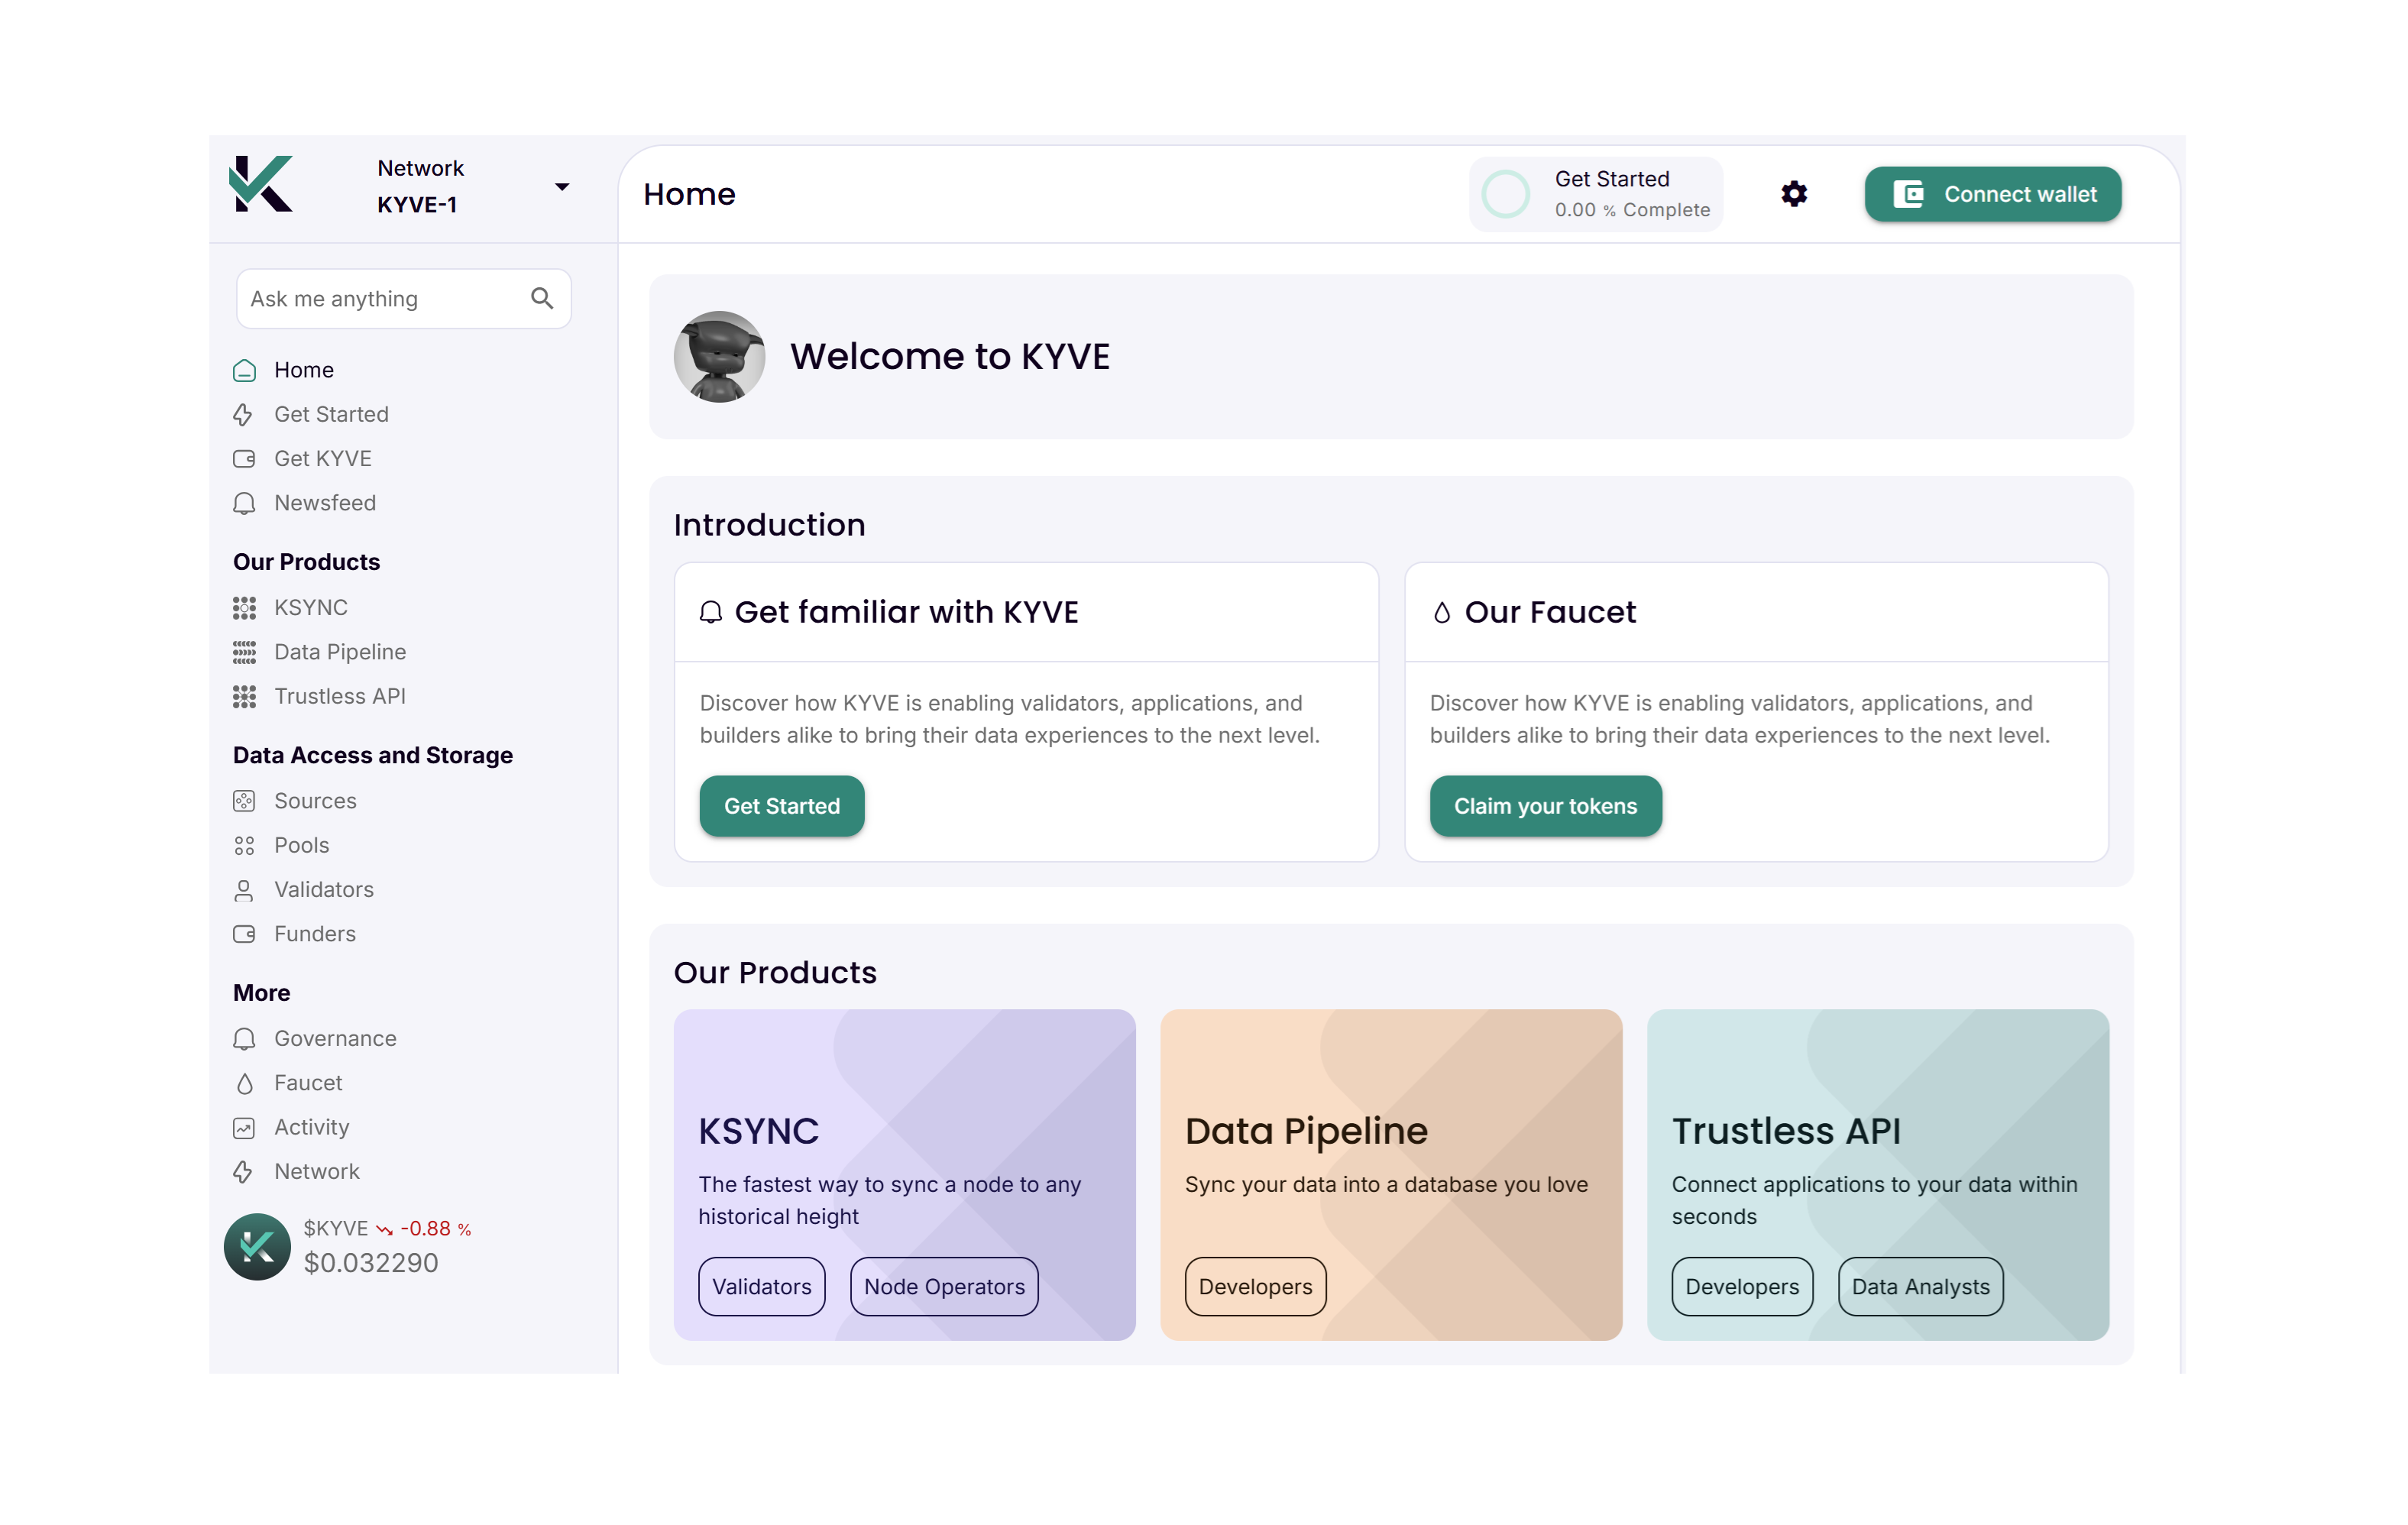 Network
KYVE-1
Home
Get Started
0.00 % Complete
Connect wallet
Ask me anything
Home
Get Started
Get KYVE
Newsfeed
Our Products
KSYNC
Data Pipeline
Trustless API
Data Access and Storage
Sources
Pools
Validators
Funders
More
Governance
Faucet
Activity
Network
$KYVE -0.88 %
$0.032290
Welcome to KYVE
Introduction
Get familiar with KYVE
Discover how KYVE is enabling validators, applications, and
builders alike to bring their data experiences to the next level.
Get Started
Our Faucet
Discover how KYVE is enabling validators, applications, and
builders alike to bring their data experiences to the next level.
Claim your tokens
Our Products
KSYNC
The fastest way to sync a node to any
historical height
Validators
Node Operators
Data Pipeline
Sync your data into a database you love
Developers
Trustless API
Connect applications to your data within
seconds
Developers
Data Analysts